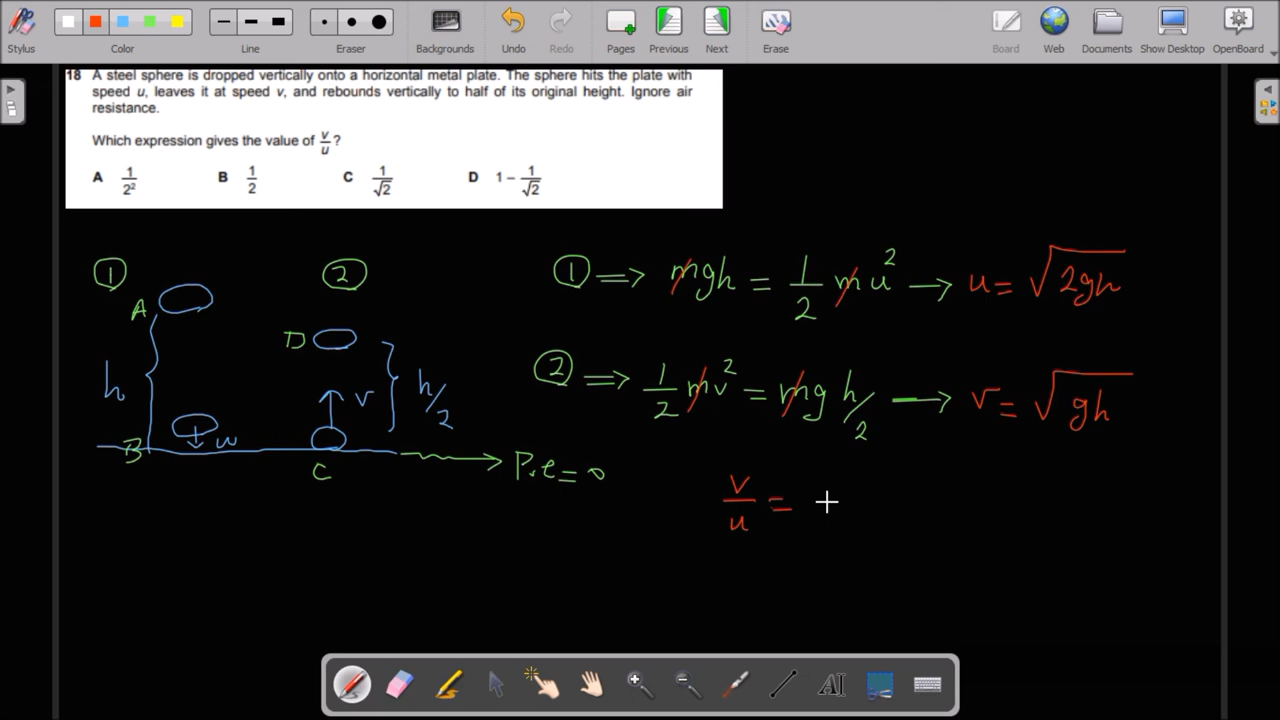 Stylus Color Line Eraser Backgrounds Undo Redo Pages Previous Next Erase Board Web Documents Show Desktop OpenBoard
18 A steel sphere is dropped vertically onto a horizontal metal plate. The sphere hits the plate with
speed u, leaves it at speed v, and rebounds vertically to half of its original height. Ignore air
resistance.
Which expression gives the value of v/u?
A 1/2² B 1/2 C 1/√2 D 1 – 1/√2
① ②
A
D
h
v h/2
B u
C
P.e = 0
① ⟹ mgh = 1/2 mu² → u = √2gh
② ⟹ 1/2 mv² = mg h/2 → v = √gh
v/u =
AI